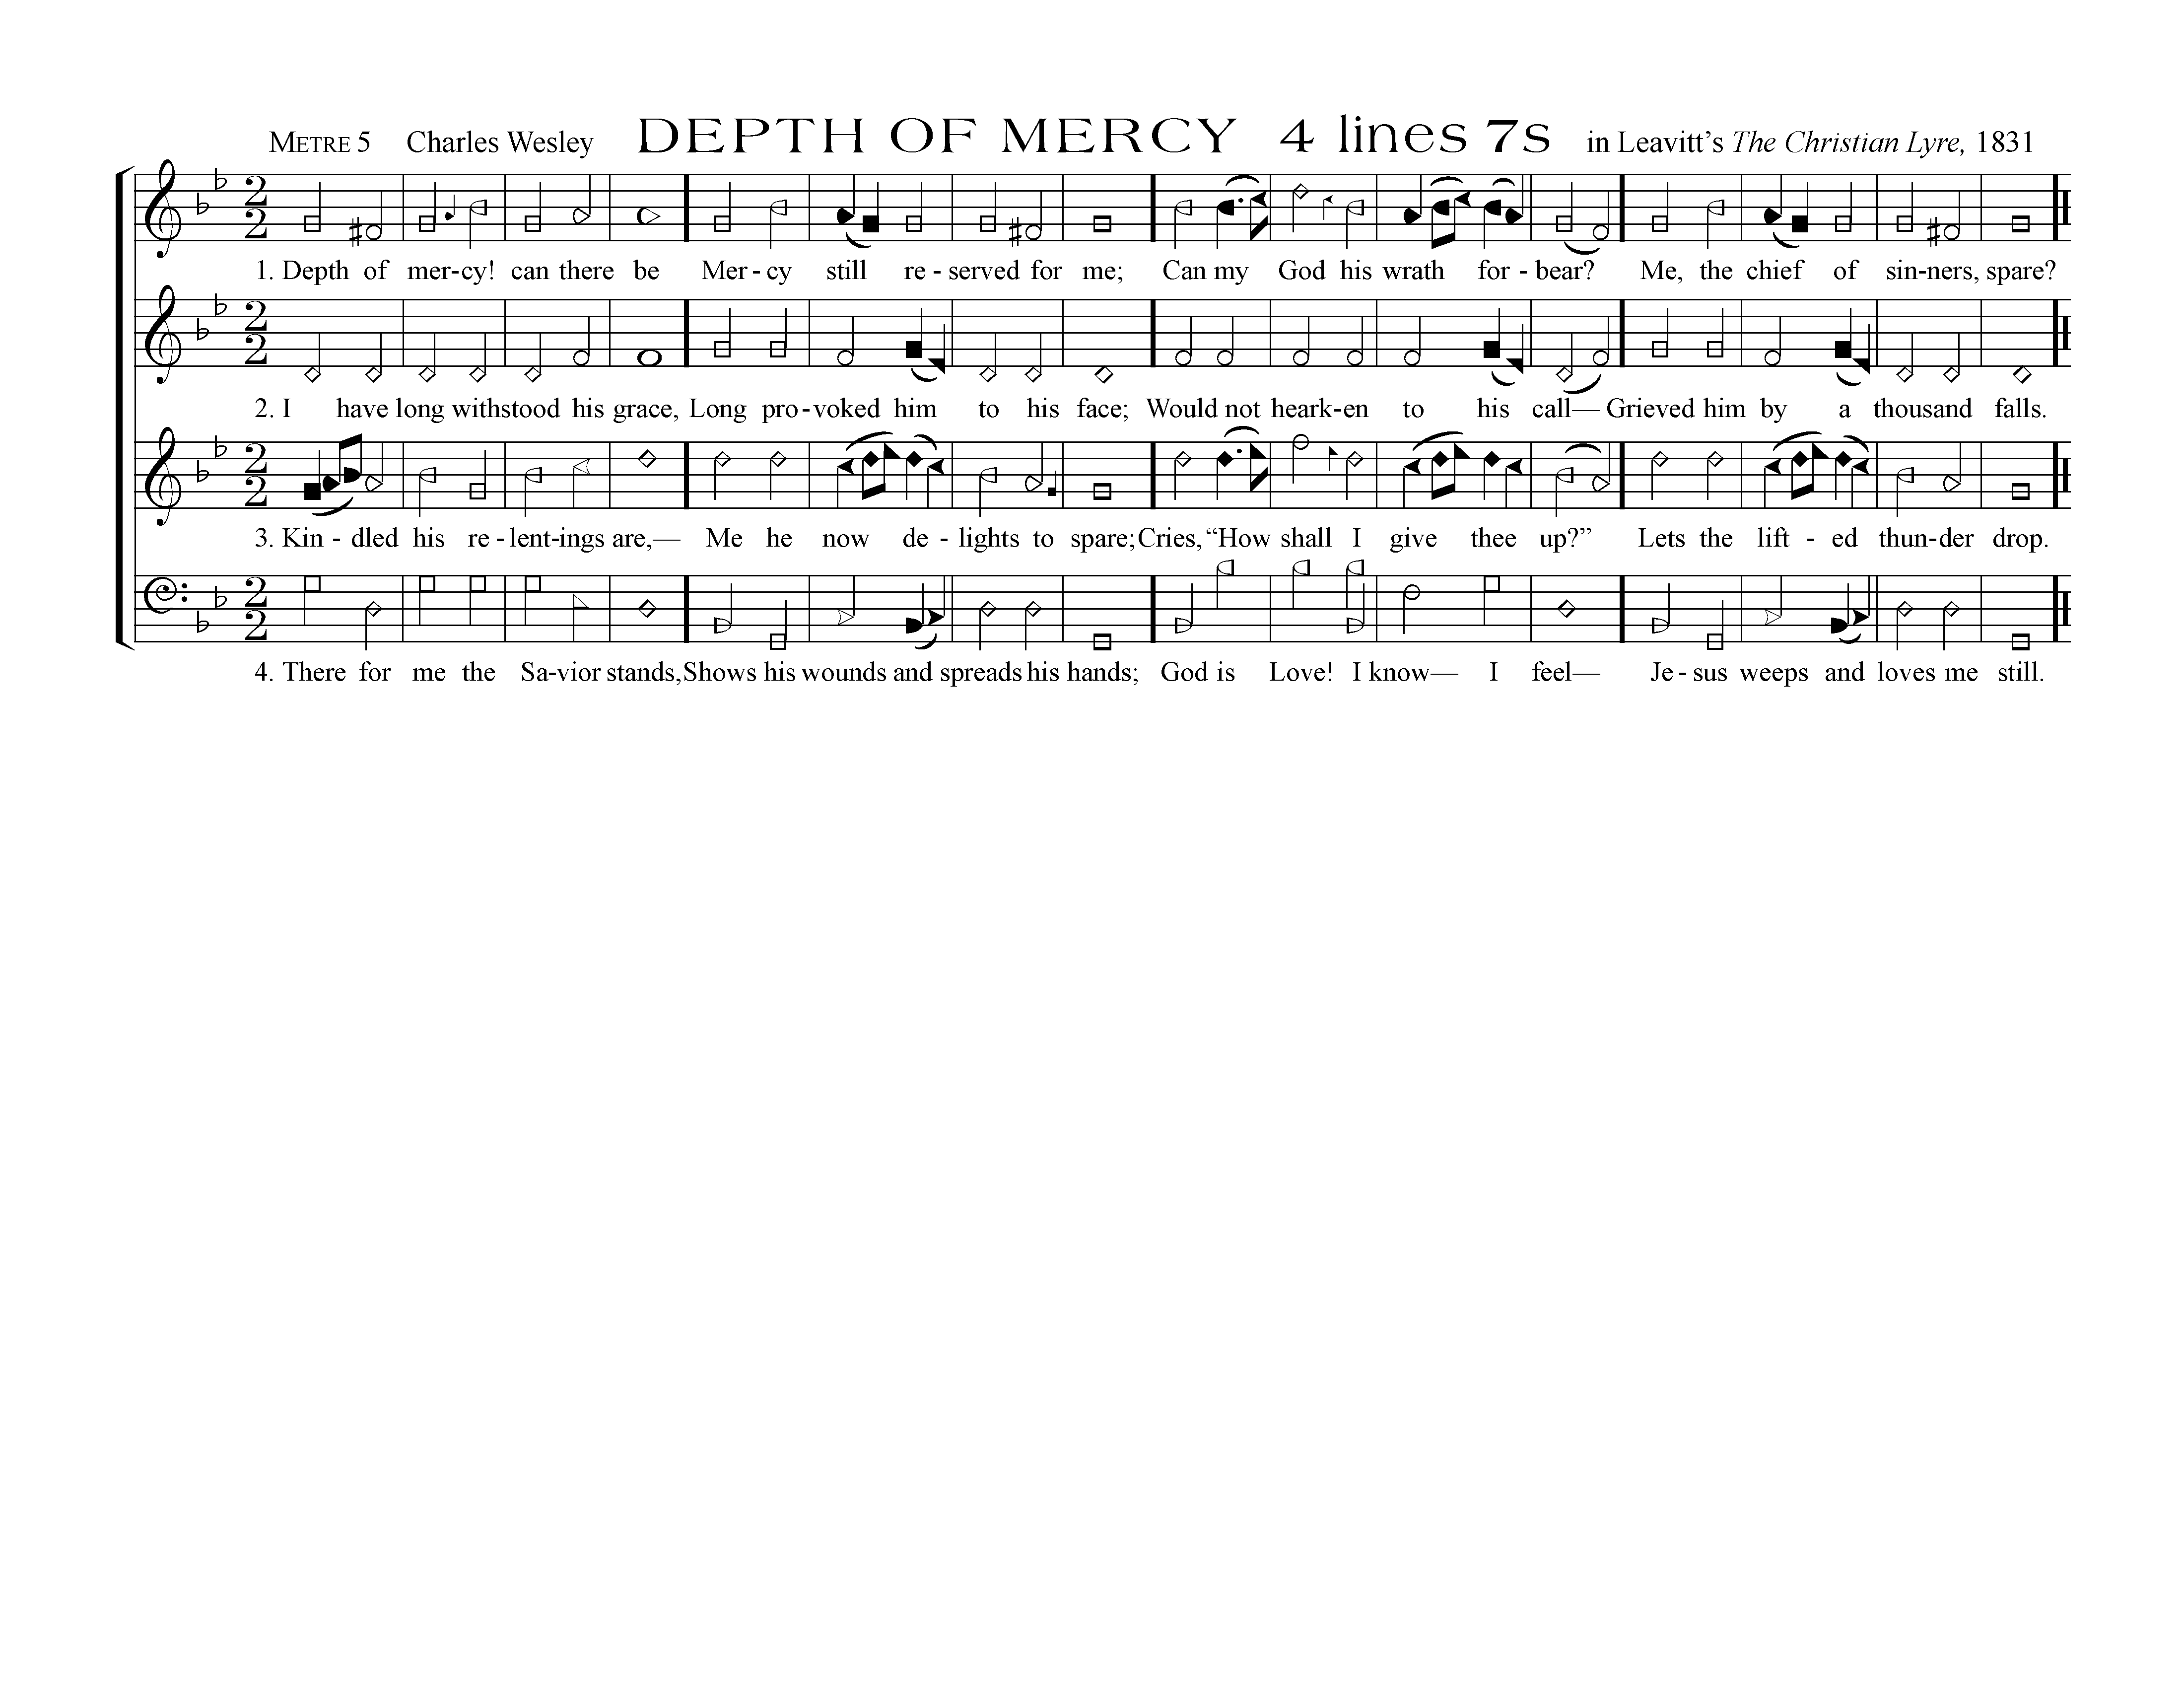 METRE 5 Charles Wesley DEPTH OF MERCY 4 lines 7s in Leavitt’s The Christian Lyre, 1831
2
2
1. Depth of mer-cy! can there be Mer-cy still re-served for me; Can my God his wrath for-bear? Me, the chief of sin-ners, spare?
2
2
2. I have long withstood his grace, Long pro-voked him to his face; Would not heark-en to his call— Grieved him by a thousand falls.
2
2
3. Kin-dled his re-lent-ings are,— Me he now de-lights to spare; Cries, “How shall I give thee up?” Lets the lift-ed thun-der drop.
2
2
4. There for me the Sa-vior stands, Shows his wounds and spreads his hands; God is Love! I know— I feel— Je-sus weeps and loves me still.